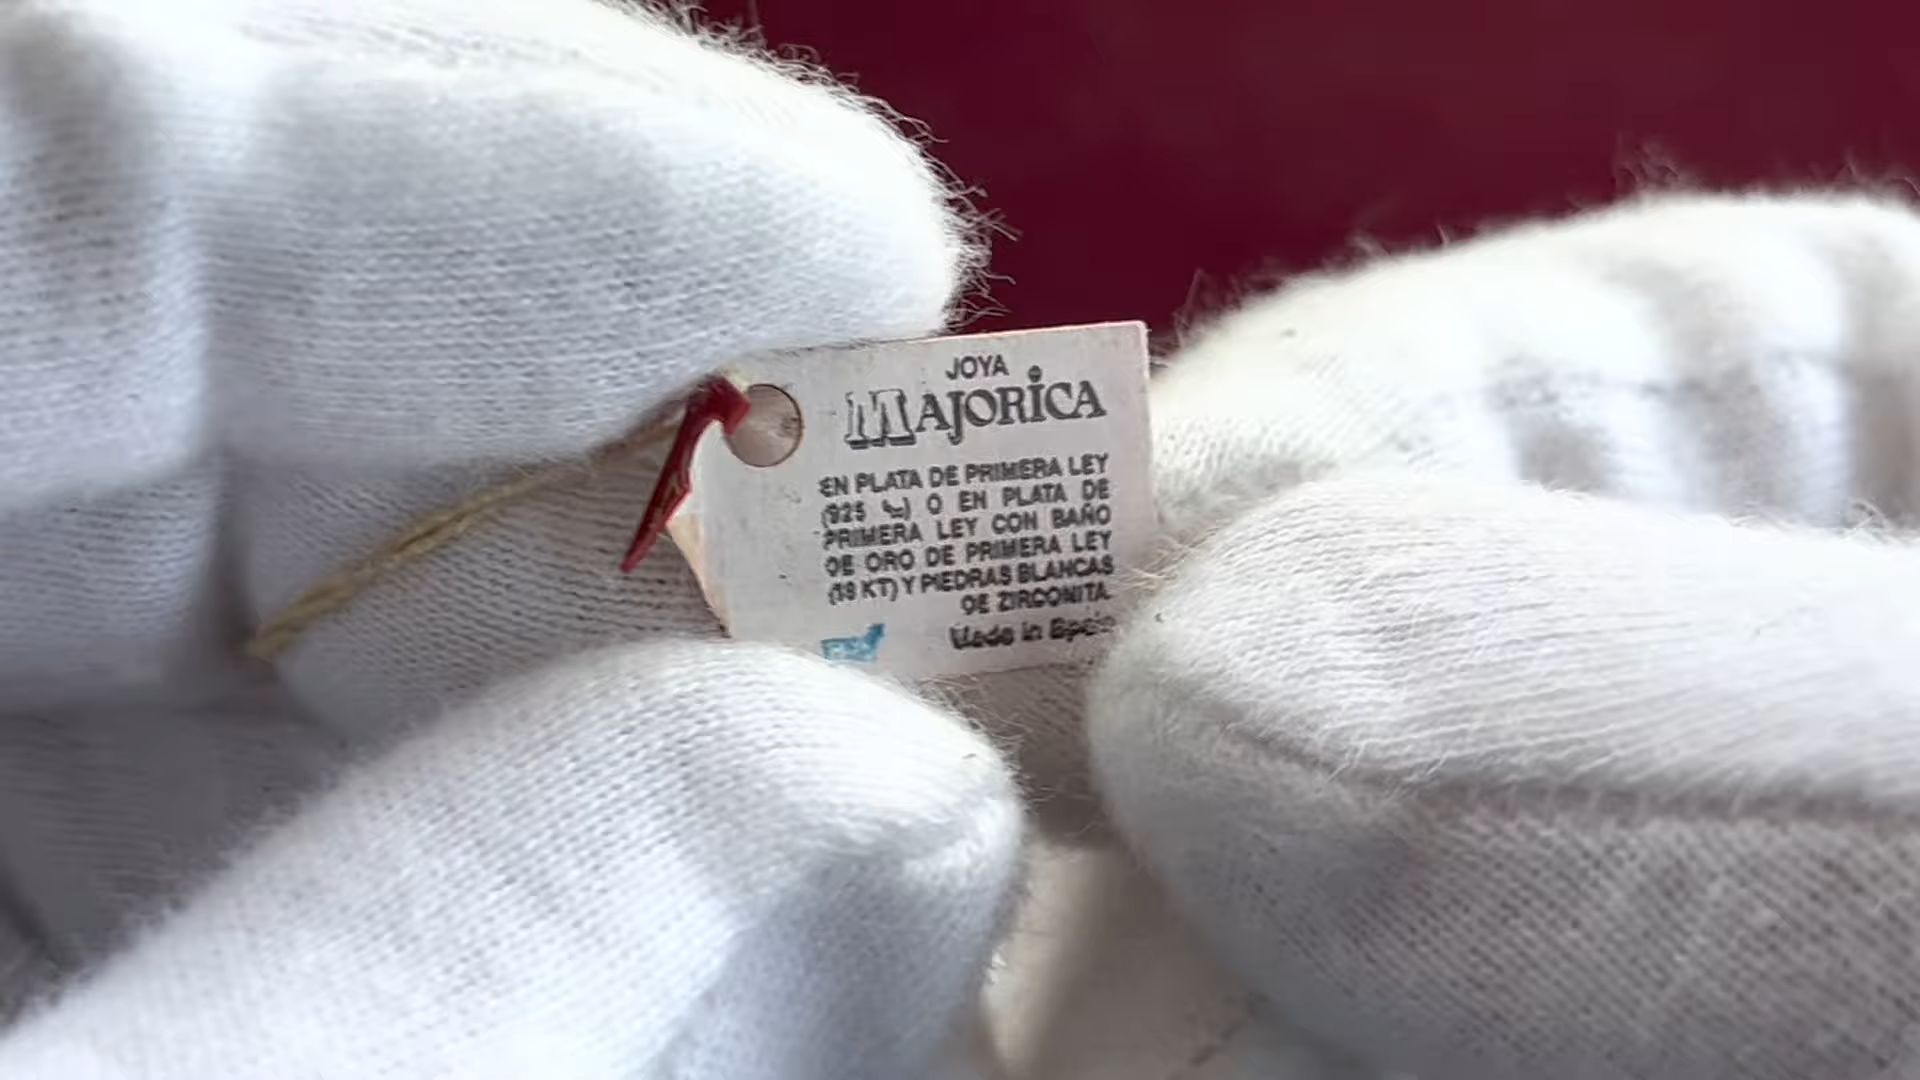 JOYA
MAJORICA
EN PLATA DE PRIMERA LEY
(925 ) O EN PLATA DE
PRIMERA LEY CON BAÑO
DE ORO DE PRIMERA LEY
(18 KT) Y PIEDRAS BLANCAS
DE ZIRCONITA
Made in Spain